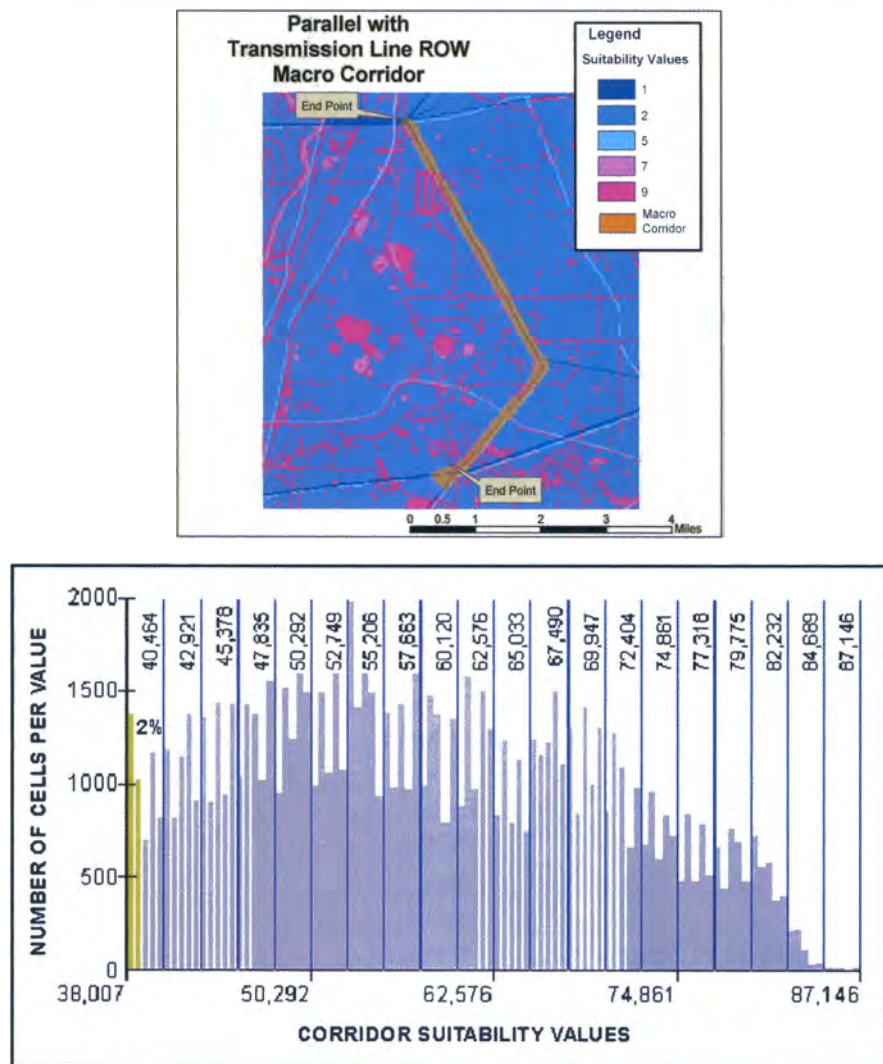 Parallel with
Transmission Line ROW
Macro Corridor
Legend
Suitability Values
1
2
5
7
9
Macro
Corridor
End Point
End Point
0 0.5 1 2 3 4
Miles
NUMBER OF CELLS PER VALUE
2000
1500
1000
500
0
2%
40,464
42,921
45,378
47,835
50,292
52,749
55,206
57,663
60,120
62,576
65,033
67,490
69,947
72,404
74,861
77,318
79,775
82,232
84,689
87,146
38,007 50,292 62,576 74,861 87,146
CORRIDOR SUITABILITY VALUES